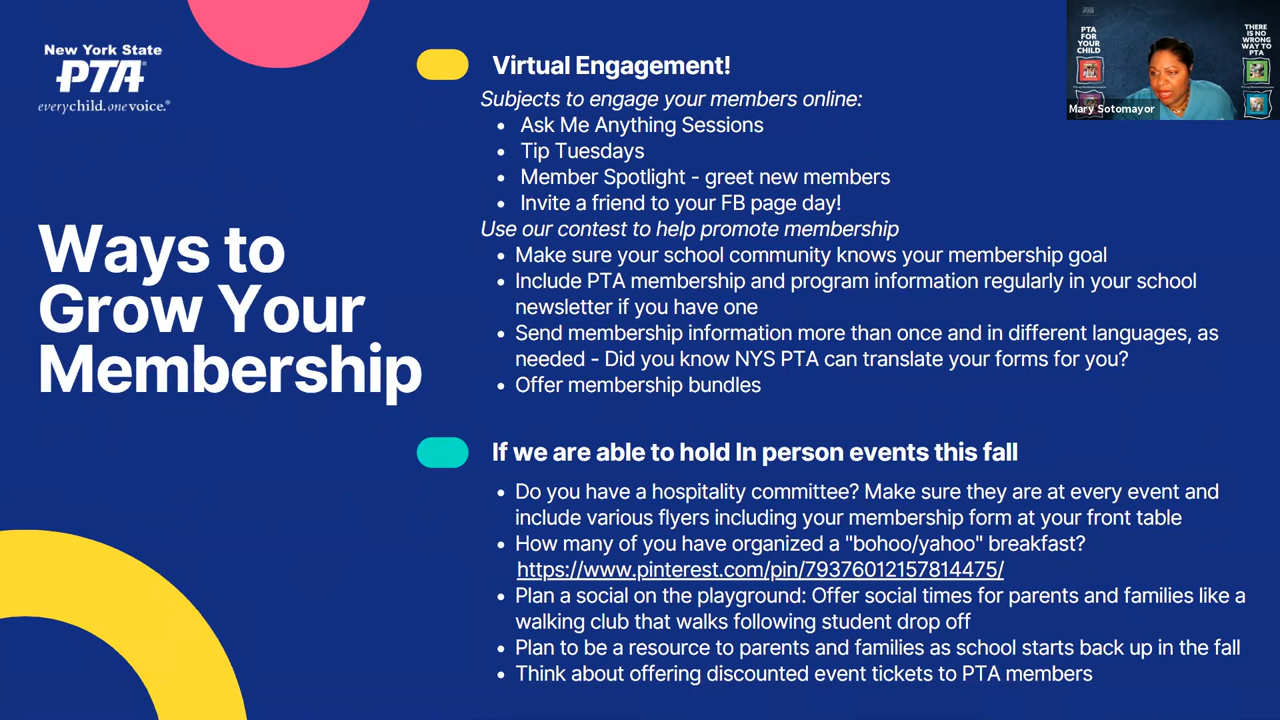 New York State
PTA®
everychild.onevoice.®
Ways to
Grow Your
Membership
Virtual Engagement!
Subjects to engage your members online:
• Ask Me Anything Sessions
• Tip Tuesdays
• Member Spotlight - greet new members
• Invite a friend to your FB page day!
Use our contest to help promote membership
• Make sure your school community knows your membership goal
• Include PTA membership and program information regularly in your school
newsletter if you have one
• Send membership information more than once and in different languages, as
needed - Did you know NYS PTA can translate your forms for you?
• Offer membership bundles
If we are able to hold In person events this fall
• Do you have a hospitality committee? Make sure they are at every event and
include various flyers including your membership form at your front table
• How many of you have organized a "bohoo/yahoo" breakfast?
https://www.pinterest.com/pin/79376012157814475/
• Plan a social on the playground: Offer social times for parents and families like a
walking club that walks following student drop off
• Plan to be a resource to parents and families as school starts back up in the fall
• Think about offering discounted event tickets to PTA members
PTA
FOR
YOUR
CHILD
THERE
IS NO
WRONG
WAY TO
PTA
Mary Sotomayor